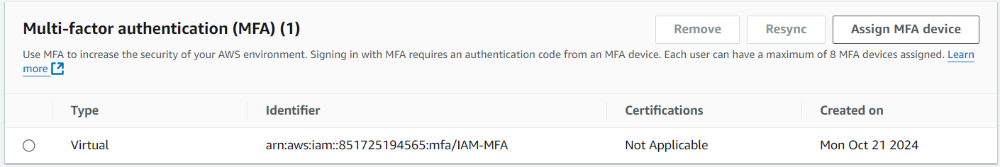 Multi-factor authentication (MFA) (1)
Remove
Resync
Assign MFA device
Use MFA to increase the security of your AWS environment. Signing in with MFA requires an authentication code from an MFA device. Each user can have a maximum of 8 MFA devices assigned. Learn
more
Type Identifier Certifications Created on
Virtual arn:aws:iam::851725194565:mfa/IAM-MFA Not Applicable Mon Oct 21 2024